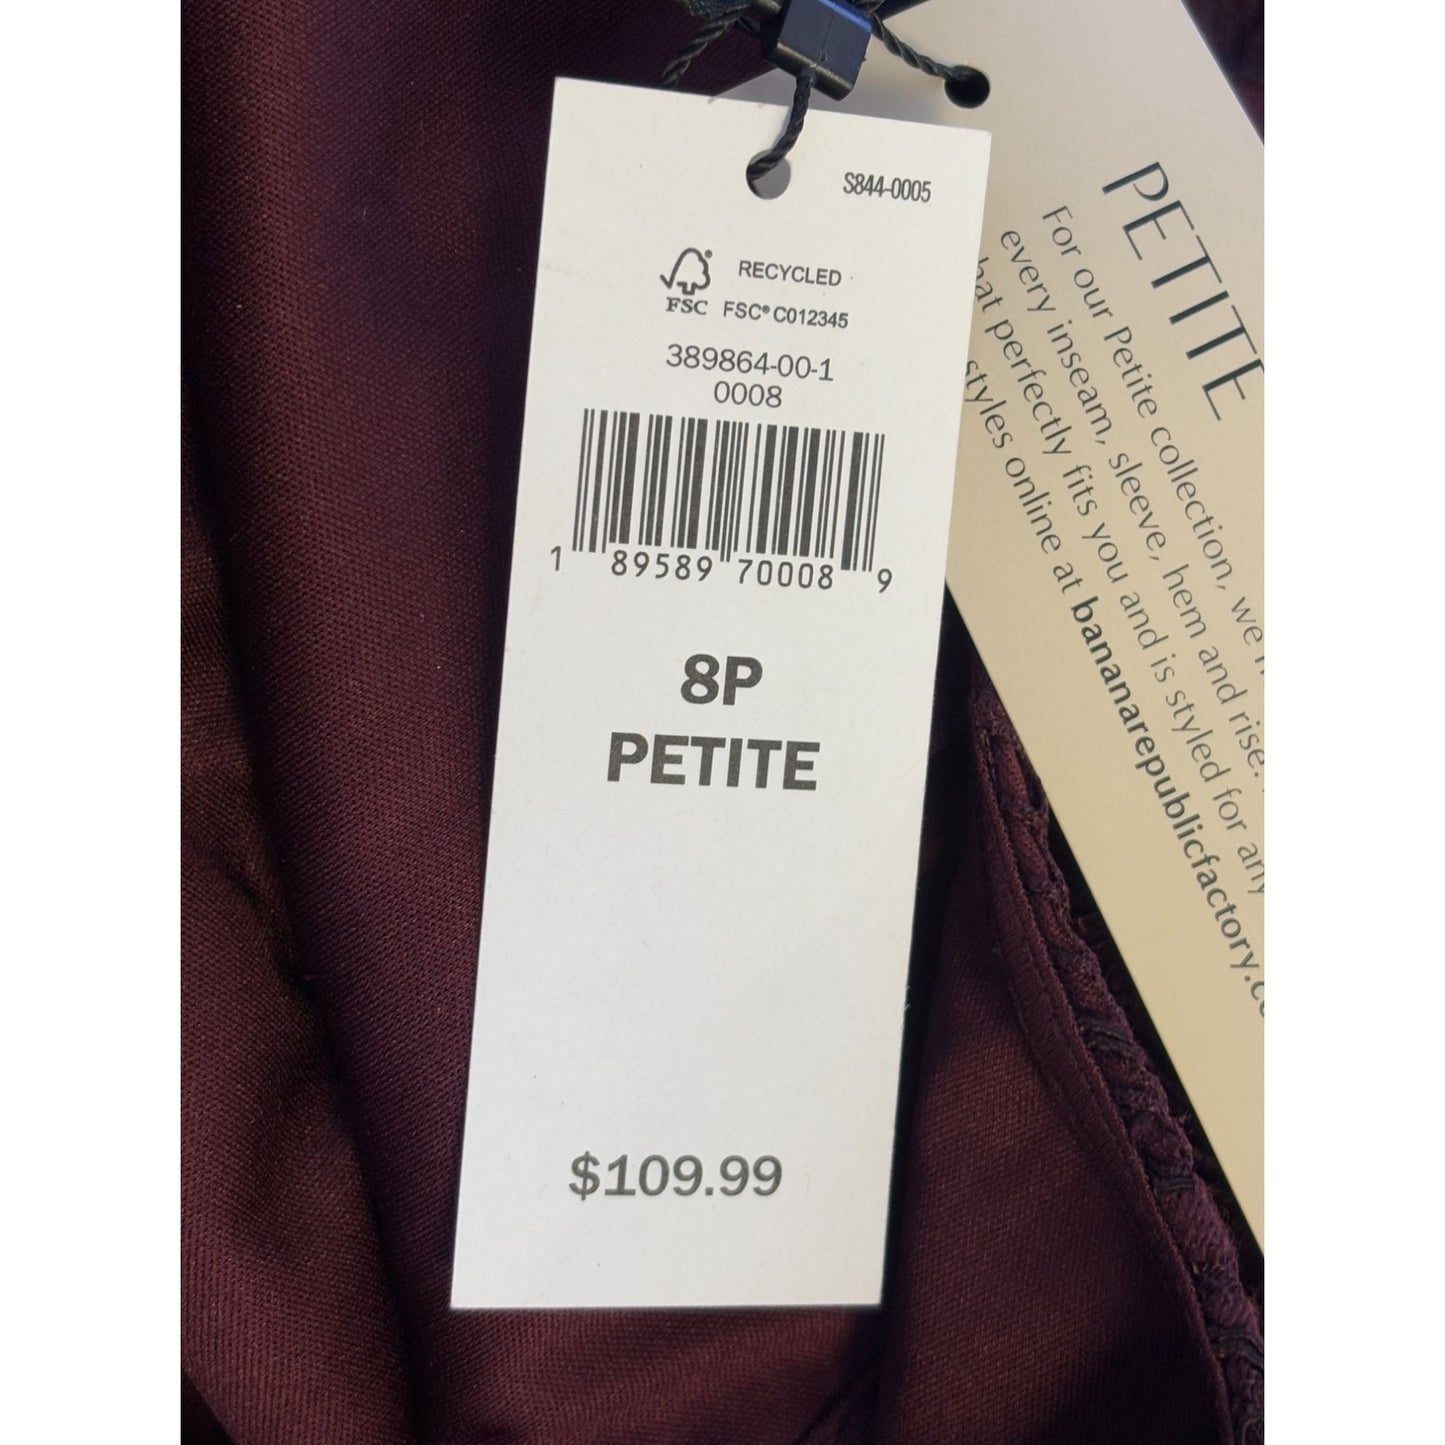 S844-0005
RECYCLED
FSC FSC® C012345
389864-00-1
0008
1 89589 70008 9
8P
PETITE
$109.99
PETITE
For our Petite collection, we
every inseam, sleeve, hem and rise.
perfectly fits you and is styled for any
styles online at bananarepublicfactory.c